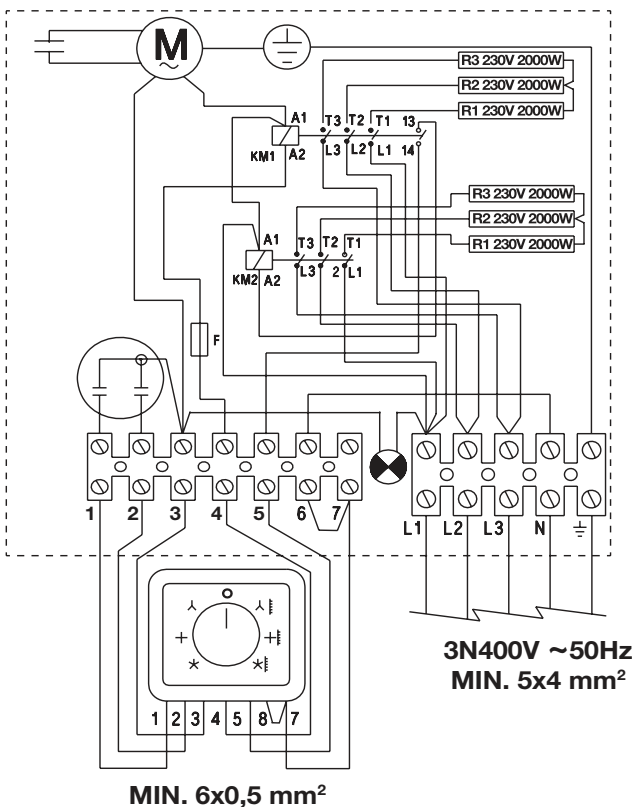 M
~
R3 230V 2000W
R2 230V 2000W
R1 230V 2000W
A1 T3 T2 T1 13
KM1 A2 L3 L2 L1 14
R3 230V 2000W
R2 230V 2000W
R1 230V 2000W
A1 T3 T2 T1
KM2 A2 L3 2 L1
F
1 2 3 4 5 6 7
L1 L2 L3 N
1 2 3 4 5 8 7
3N400V ~50Hz
MIN. 5x4 mm²
MIN. 6x0,5 mm²